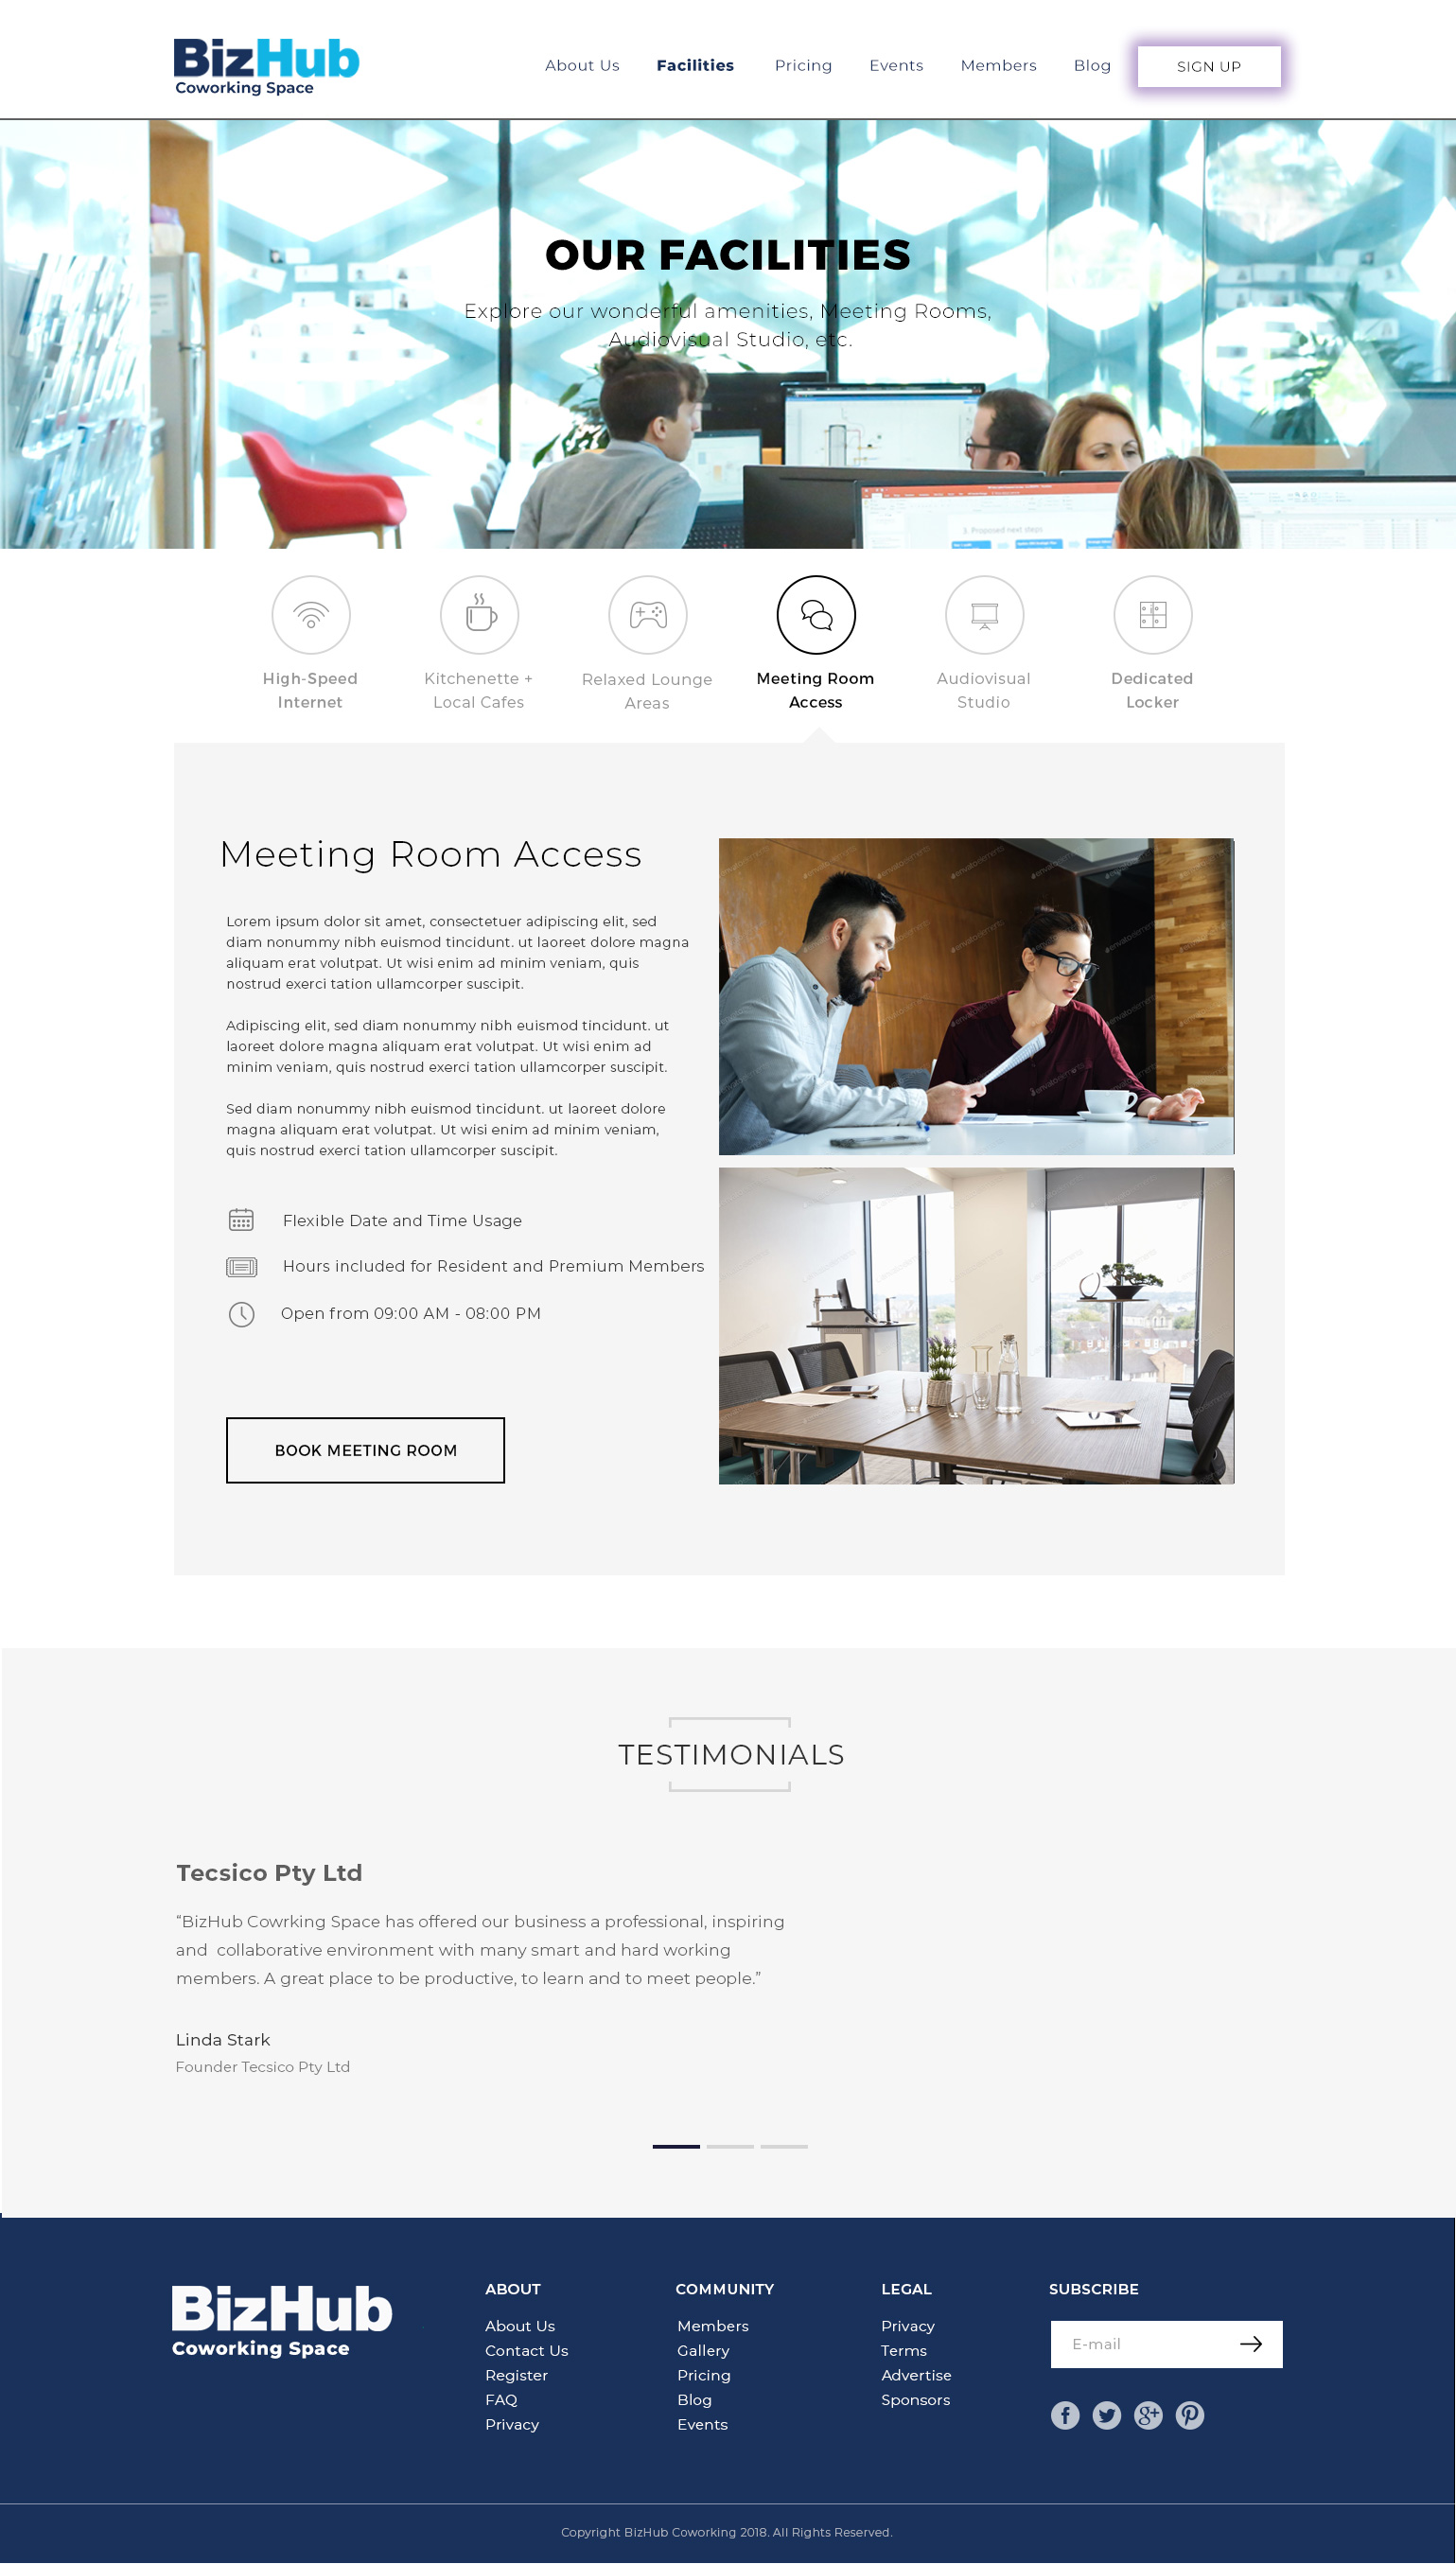 BizHub
Coworking Space
About Us Facilities Pricing Events Members Blog SIGN UP
OUR FACILITIES
Explore our wonderful amenities, Meeting Rooms,
Audiovisual Studio, etc.
3. Proposed next steps
High-Speed
Internet
Kitchenette +
Local Cafes
Relaxed Lounge
Areas
Meeting Room
Access
Audiovisual
Studio
Dedicated
Locker
Meeting Room Access
Lorem ipsum dolor sit amet, consectetuer adipiscing elit, sed
diam nonummy nibh euismod tincidunt. ut laoreet dolore magna
aliquam erat volutpat. Ut wisi enim ad minim veniam, quis
nostrud exerci tation ullamcorper suscipit.
Adipiscing elit, sed diam nonummy nibh euismod tincidunt. ut
laoreet dolore magna aliquam erat volutpat. Ut wisi enim ad
minim veniam, quis nostrud exerci tation ullamcorper suscipit.
Sed diam nonummy nibh euismod tincidunt. ut laoreet dolore
magna aliquam erat volutpat. Ut wisi enim ad minim veniam,
quis nostrud exerci tation ullamcorper suscipit.
Flexible Date and Time Usage
Hours included for Resident and Premium Members
Open from 09:00 AM - 08:00 PM
BOOK MEETING ROOM
TESTIMONIALS
Tecsico Pty Ltd
“BizHub Cowrking Space has offered our business a professional, inspiring
and collaborative environment with many smart and hard working
members. A great place to be productive, to learn and to meet people.”
Linda Stark
Founder Tecsico Pty Ltd
BizHub
Coworking Space
ABOUT
About Us
Contact Us
Register
FAQ
Privacy
COMMUNITY
Members
Gallery
Pricing
Blog
Events
LEGAL
Privacy
Terms
Advertise
Sponsors
SUBSCRIBE
E-mail
Copyright BizHub Coworking 2018. All Rights Reserved.